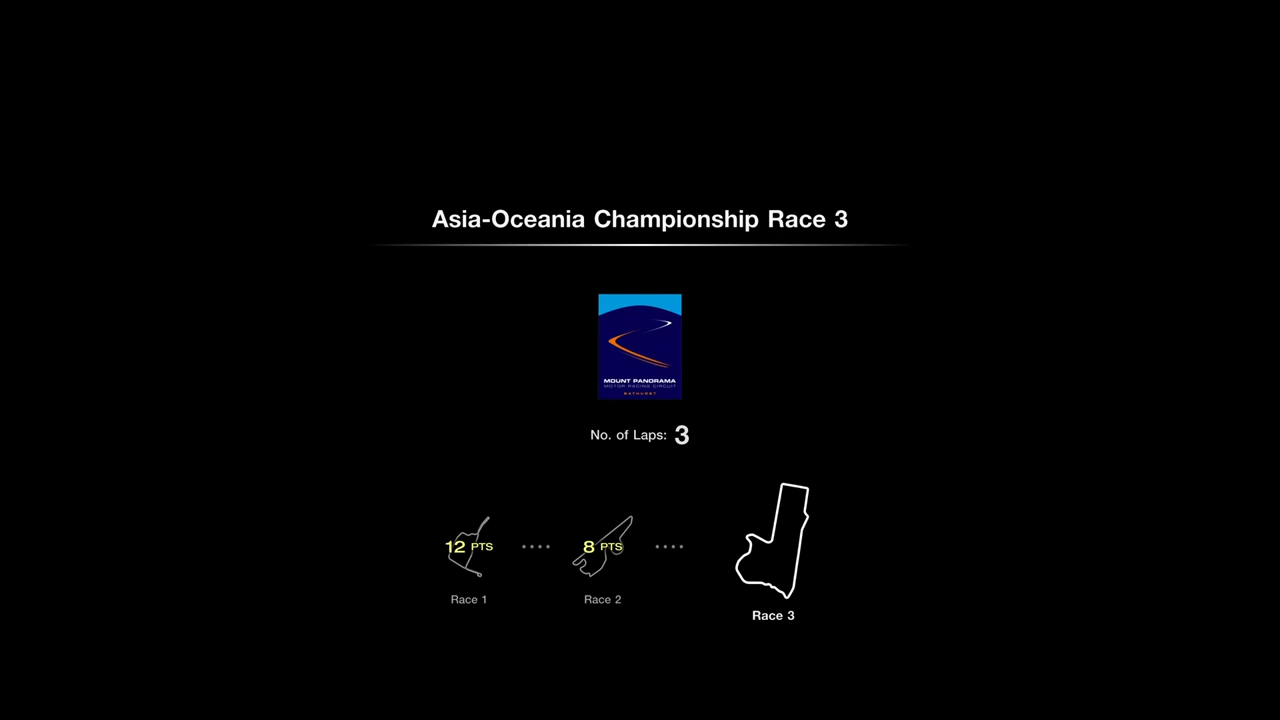 Asia-Oceania Championship Race 3
MOUNT PANORAMA
MOTOR RACING CIRCUIT
BATHURST
No. of Laps: 3
12 PTS
8 PTS
Race 1
Race 2
Race 3